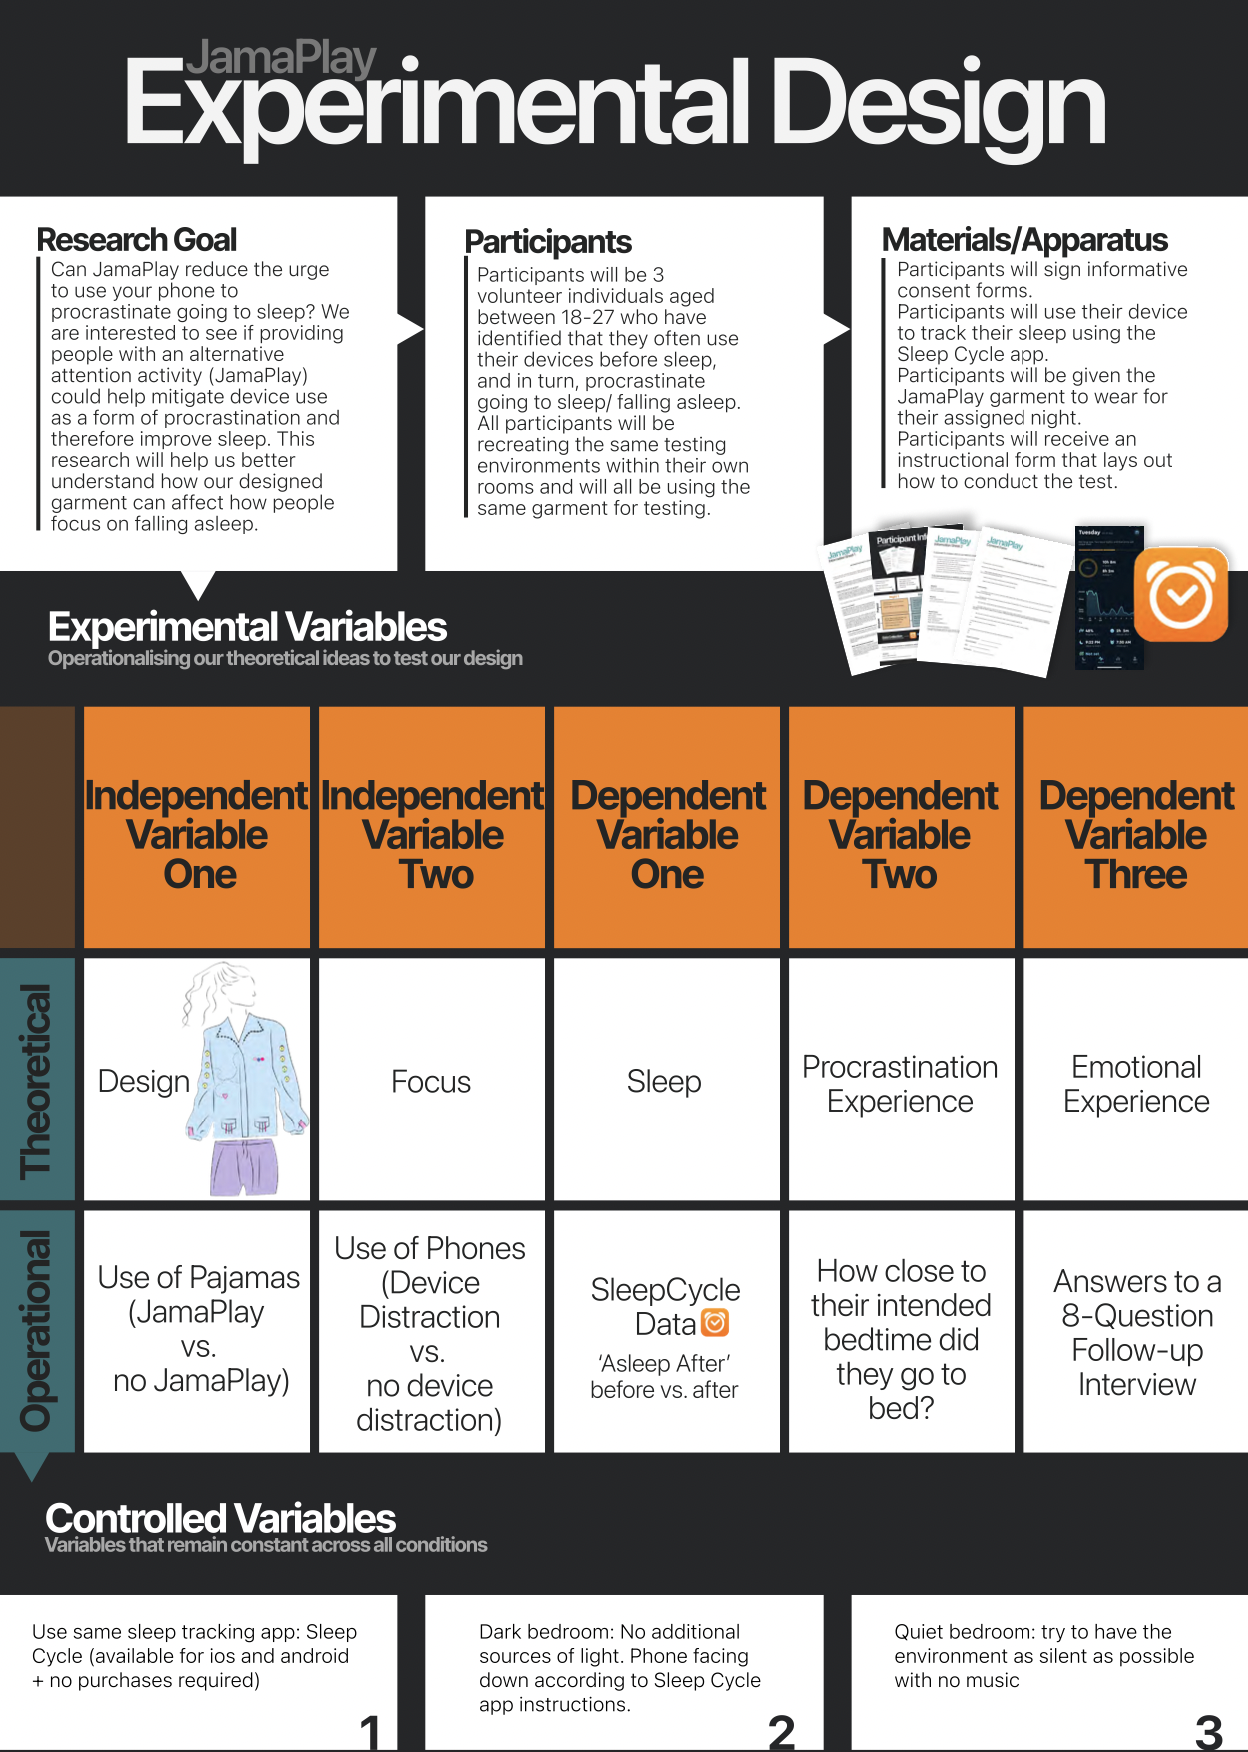 JamaPlay
Experimental Design
Research Goal
Can JamaPlay reduce the urge
to use your phone to
procrastinate going to sleep? We
are interested to see if providing
people with an alternative
attention activity (JamaPlay)
could help mitigate device use
as a form of procrastination and
therefore improve sleep. This
research will help us better
understand how our designed
garment can affect how people
focus on falling asleep.
Participants
Participants will be 3
volunteer individuals aged
between 18-27 who have
identified that they often use
their devices before sleep,
and in turn, procrastinate
going to sleep/ falling asleep.
All participants will be
recreating the same testing
environments within their own
rooms and will all be using the
same garment for testing.
Materials/Apparatus
Participants will sign informative
consent forms.
Participants will use their device
to track their sleep using the
Sleep Cycle app.
Participants will be given the
JamaPlay garment to wear for
their assigned night.
Participants will receive an
instructional form that lays out
how to conduct the test.
JamaPlay
Participant
JamaPlay
JamaPlay
Tuesday
Experimental Variables
Operationalising our theoretical ideas to test our design
Independent
Variable
One
Independent
Variable
Two
Dependent
Variable
One
Dependent
Variable
Two
Dependent
Variable
Three
Theoretical
Design
Focus
Sleep
Procrastination
Experience
Emotional
Experience
Operational
Use of Pajamas
(JamaPlay
vs.
no JamaPlay)
Use of Phones
(Device
Distraction
vs.
no device
distraction)
SleepCycle
Data
‘Asleep After’
before vs. after
How close to
their intended
bedtime did
they go to
bed?
Answers to a
8-Question
Follow-up
Interview
Controlled Variables
Variables that remain constant across all conditions
Use same sleep tracking app: Sleep
Cycle (available for ios and android
+ no purchases required)
1
Dark bedroom: No additional
sources of light. Phone facing
down according to Sleep Cycle
app instructions.
2
Quiet bedroom: try to have the
environment as silent as possible
with no music
3